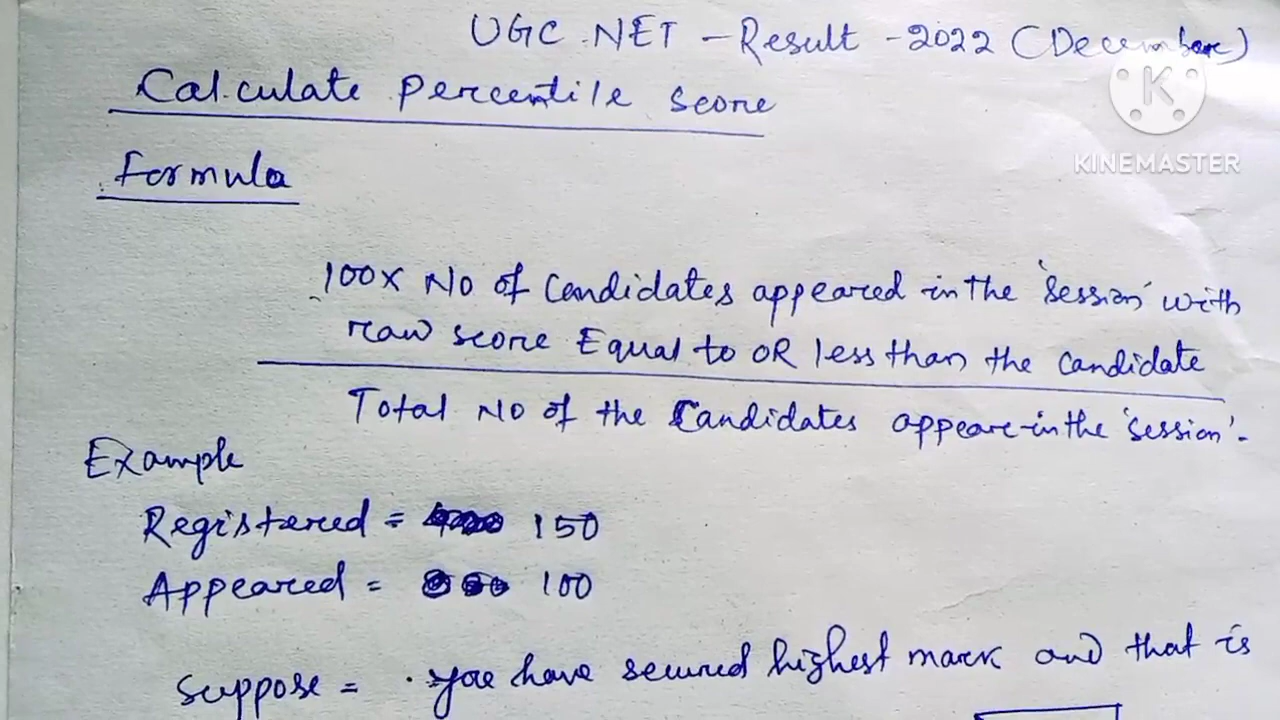 UGC NET - Result - 2022 (December)
Calculate Percentile score
Formula
100x No of Candidates appeared in the 'session' with
raw score Equal to OR less than the candidate
Total No of the Candidates appeare in the 'session'.
Example
Registered = 150
Appeared = 100
Suppose = you have secured highest mark and that is
K
KINEMASTER